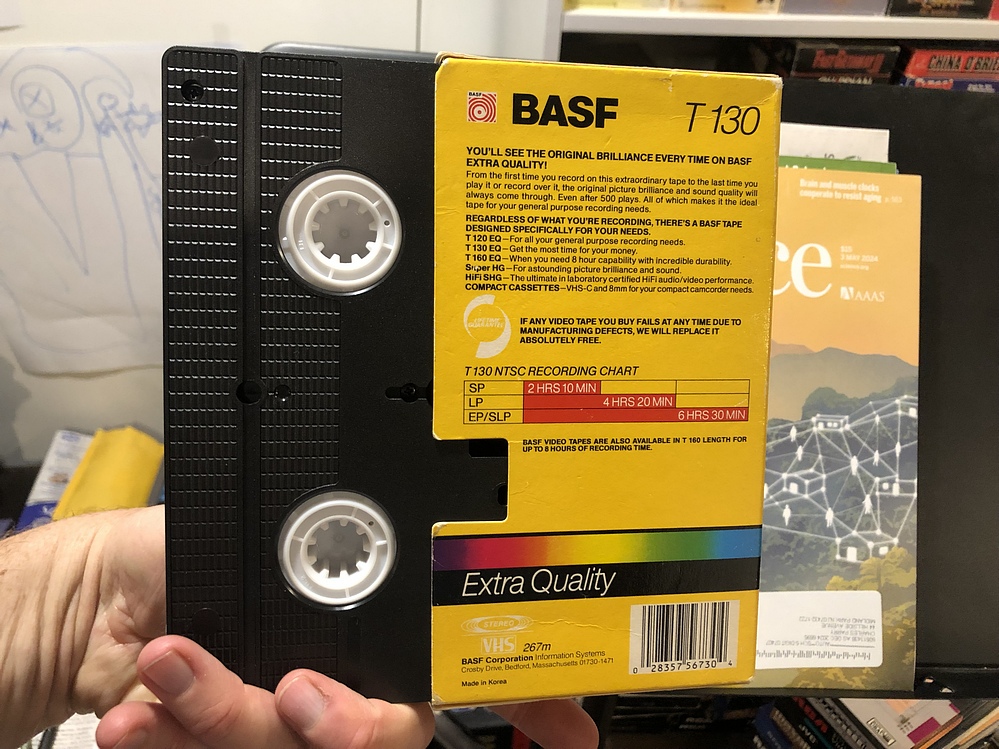 BASF
BASF
T 130
YOU'LL SEE THE ORIGINAL BRILLIANCE EVERY TIME ON BASF
EXTRA QUALITY!
From the first time you record on this extraordinary tape to the last time you
play it or record over it, the original picture brilliance and sound quality will
always come through. Even after 500 plays. All of which makes it the ideal
tape for your general purpose recording needs.
REGARDLESS OF WHAT YOU'RE RECORDING, THERE'S A BASF TAPE
DESIGNED SPECIFICALLY FOR YOUR NEEDS.
T 120 EQ—For all your general purpose recording needs.
T 130 EQ—Get the most time for your money.
T 160 EQ—When you need 8 hour capability with incredible durability.
Super HG—For astounding picture brilliance and sound.
HiFi SHG—The ultimate in laboratory certified HiFi audio/video performance.
COMPACT CASSETTES—VHS-C and 8mm for your compact camcorder needs.
LIFETIME
GUARANTEE
IF ANY VIDEO TAPE YOU BUY FAILS AT ANY TIME DUE TO
MANUFACTURING DEFECTS, WE WILL REPLACE IT
ABSOLUTELY FREE.
T130 NTSC RECORDING CHART
SP 2 HRS 10 MIN
LP 4 HRS 20 MIN
EP/SLP 6 HRS 30 MIN
BASF VIDEO TAPES ARE ALSO AVAILABLE IN T 160 LENGTH FOR
UP TO 8 HOURS OF RECORDING TIME.
Extra Quality
STEREO
VHS 267m
BASF Corporation Information Systems
Crosby Drive, Bedford, Massachusetts 01730-1471
Made in Korea
0 28357 56730 4
Brain and muscle clocks
cooperate to resist aging
ce
3 MAY 2024
AAAS
CHINA O'BRIE